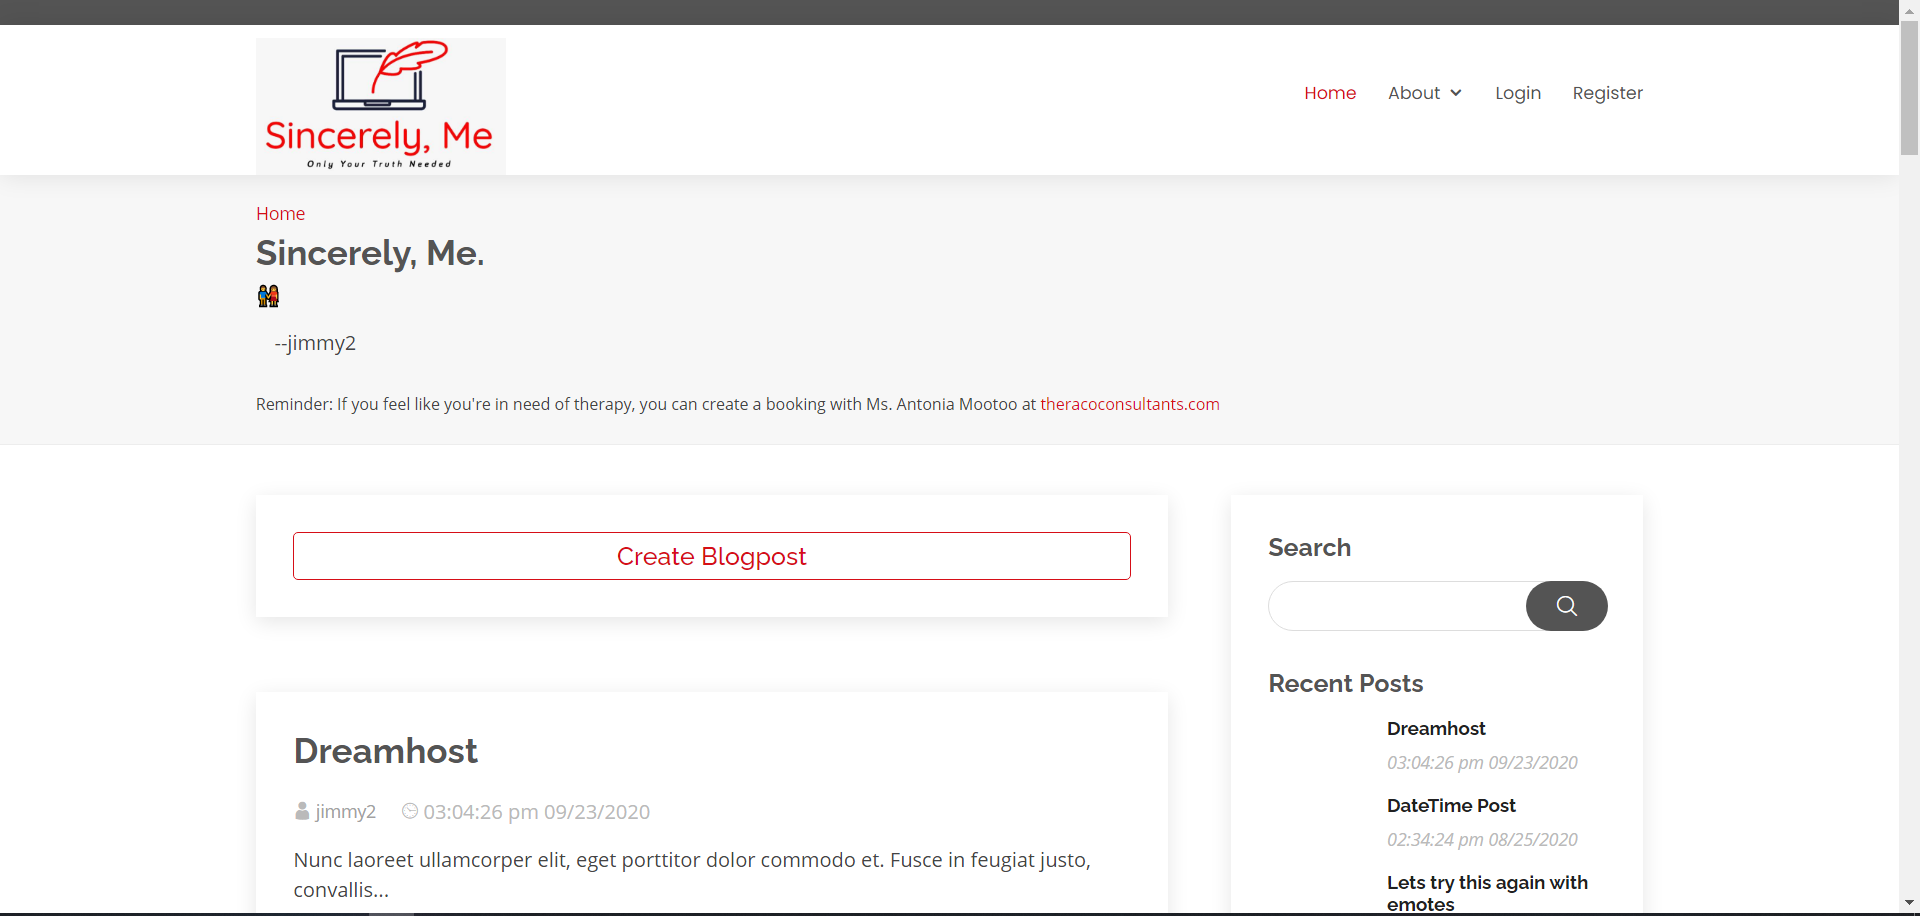 Sincerely, Me
Only Your Truth Needed
Home About Login Register
Home
Sincerely, Me.
--jimmy2
Reminder: If you feel like you're in need of therapy, you can create a booking with Ms. Antonia Mootoo at theracoconsultants.com
Create Blogpost
Dreamhost
jimmy2 03:04:26 pm 09/23/2020
Nunc laoreet ullamcorper elit, eget porttitor dolor commodo et. Fusce in feugiat justo,
convallis...
Search
Recent Posts
Dreamhost
03:04:26 pm 09/23/2020
DateTime Post
02:34:24 pm 08/25/2020
Lets try this again with
emotes